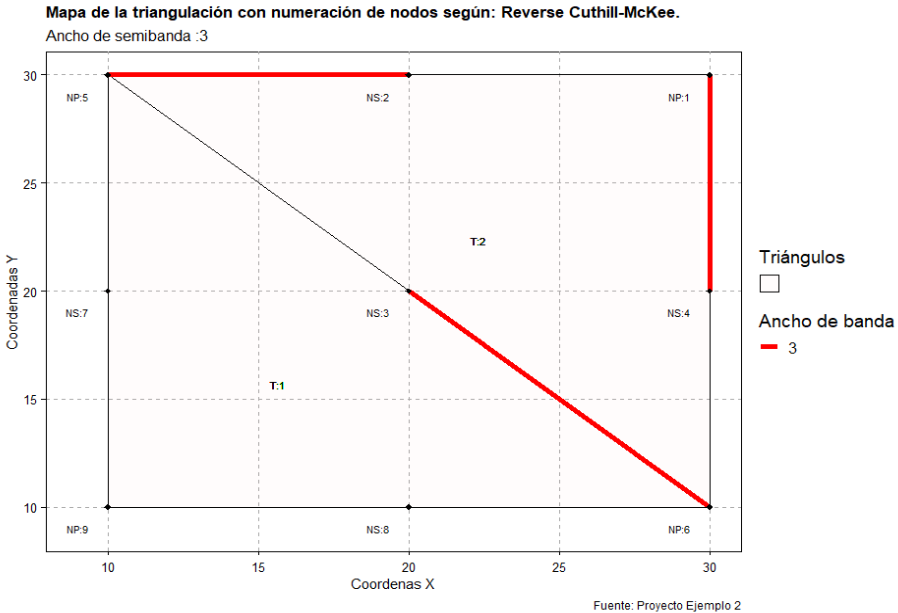 Mapa de la triangulación con numeración de nodos según: Reverse Cuthill-McKee.
Ancho de semibanda :3
30
NP:5
NS:2
NP:1
25
T:2
Triángulos
Coordenadas Y
20
NS:7
NS:3
NS:4
Ancho de banda
3
T:1
15
10
NP:9
NS:8
NP:6
10
15
20
25
30
Coordenas X
Fuente: Proyecto Ejemplo 2